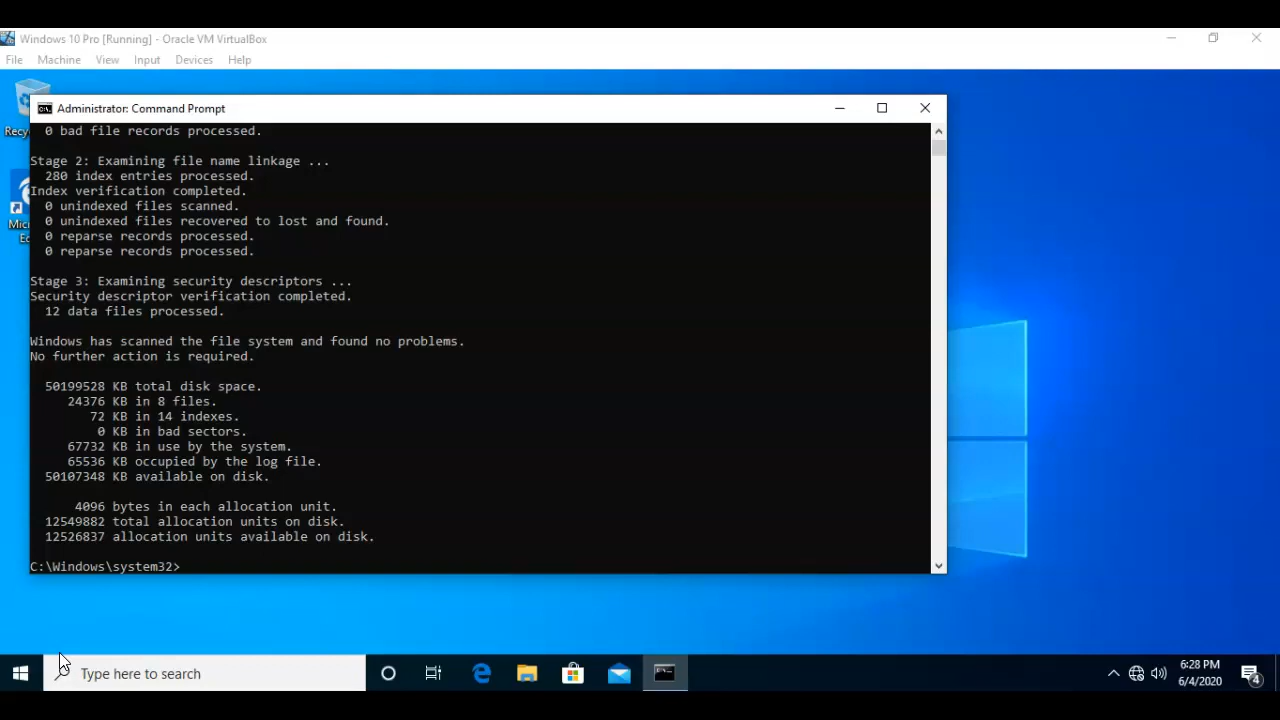 Windows 10 Pro [Running] - Oracle VM VirtualBox
File Machine View Input Devices Help
Administrator: Command Prompt
0 bad file records processed.
Stage 2: Examining file name linkage ...
280 index entries processed.
Index verification completed.
0 unindexed files scanned.
0 unindexed files recovered to lost and found.
0 reparse records processed.
0 reparse records processed.
Stage 3: Examining security descriptors ...
Security descriptor verification completed.
12 data files processed.
Windows has scanned the file system and found no problems.
No further action is required.
50199528 KB total disk space.
24376 KB in 8 files.
72 KB in 14 indexes.
0 KB in bad sectors.
67732 KB in use by the system.
65536 KB occupied by the log file.
50107348 KB available on disk.
4096 bytes in each allocation unit.
12549882 total allocation units on disk.
12526837 allocation units available on disk.
C:\Windows\system32>
Type here to search
6:28 PM
6/4/2020
4